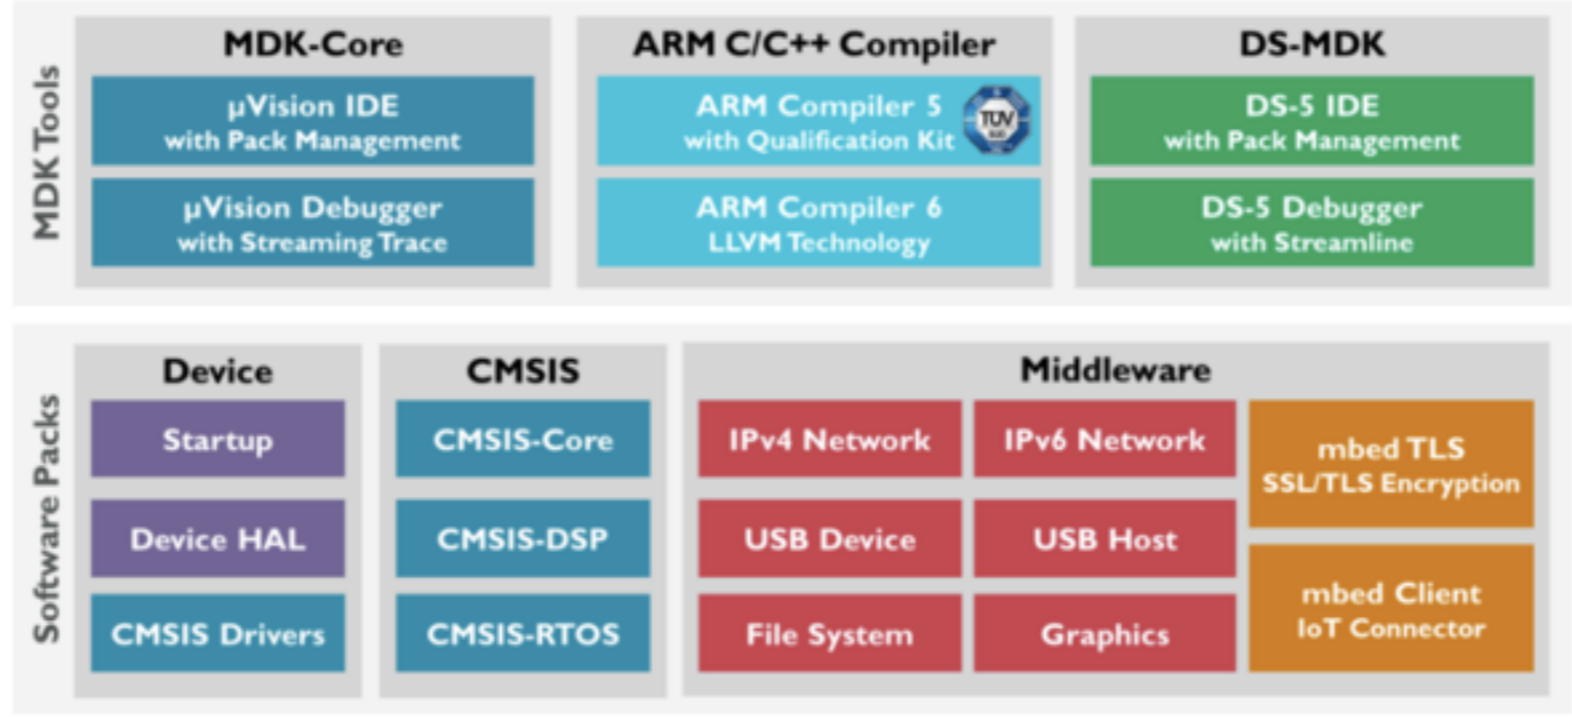 MDK Tools
MDK-Core
µVision IDE
with Pack Management
µVision Debugger
with Streaming Trace
ARM C/C++ Compiler
ARM Compiler 5
with Qualification Kit
TUV
SUD
ARM Compiler 6
LLVM Technology
DS-MDK
DS-5 IDE
with Pack Management
DS-5 Debugger
with Streamline
Software Packs
Device
Startup
Device HAL
CMSIS Drivers
CMSIS
CMSIS-Core
CMSIS-DSP
CMSIS-RTOS
Middleware
IPv4 Network
IPv6 Network
USB Device
USB Host
File System
Graphics
mbed TLS
SSL/TLS Encryption
mbed Client
IoT Connector